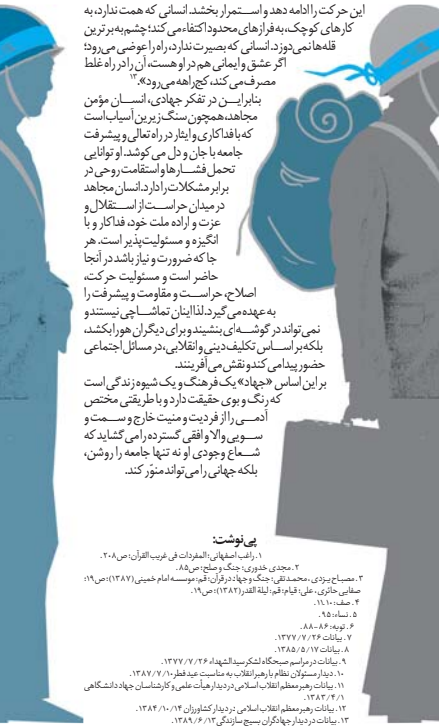 این حرکت را ادامه دهد و استمرار بخشد. انسانی که همت ندارد، به
کارهای کوچک، به فرازهای محدود اکتفاء می کند؛ چشم به برترین
قله‌ها نمی دوزد. انسانی که بصیرت ندارد، راه را عوضی می رود؛
اگر عشق و ایمانی هم در او هست، آن را در راه غلط
مصرف می کند، کج‌راهه می رود».۱۳
بنابراین در تفکر جهادی، انسان مؤمن
مجاهد، همچون سنگ زیرین آسیاب است
که با فداکاری و ایثار در راه تعالی و پیشرفت
جامعه با جان و دل می کوشد. او توانایی
تحمل فشارها و استقامت روحی در
برابر مشکلات را دارد. انسان مجاهد
در میدان حراست از استقلال و
عزت و اراده ملت خود، فداکار و با
انگیزه و مسئولیت‌پذیر است. هر
جا که ضرورت و نیاز باشد در آنجا
حاضر است و مسئولیت حرکت،
اصلاح، حراست و مقاومت و پیشرفت را
به عهده می گیرد. لذا اینان تماشاچی نیستند و
نمی تواند در گوشه‌ای بنشیند و برای دیگران هورا بکشد،
بلکه بر اساس تکلیف دینی و انقلابی، در مسائل اجتماعی
حضور پیدا می کند و نقش می آفرینند.
بر این اساس «جهاد» یک فرهنگ و یک شیوه زندگی است
که رنگ و بوی حقیقت دارد و با طریقتی مختص
آدمی را از فردیت و منیت خارج و سمت و
سویی والا و افقی گسترده را می گشاید که
شعاع وجودی او نه تنها جامعه را روشن،
بلکه جهانی را می تواند منوّر کند.
پی‌نوشت:
۱. راغب اصفهانی؛ المفردات فی غریب القرآن؛ ص۲۰۸.
۲. مجدی خدوری؛ جنگ و صلح؛ ص۸۵.
۳. مصباح یزدی، محمدتقی؛ جنگ و جهاد در قرآن؛ قم: موسسه امام خمینی (۱۳۸۷)؛ ص۱۹؛
صفایی حائری، علی؛ قیام؛ قم: لیلة القدر (۱۳۸۲)؛ ص۱۹.
۴. صف: ۱۰ـ۱۱.
۵. نساء: ۹۵.
۶. توبه: ۸۶-۸۸.
۷. بیانات ۱۳۷۷/۷/۲۶.
۸. بیانات ۱۳۸۵/۵/۱۷.
۹. بیانات در مراسم صبحگاه لشکر سیدالشهداء ۱۳۷۷/۷/۲۶
۱۰. دیدار مسئولان نظام با رهبر انقلاب به مناسبت عید فطر ۱۳۸۷/۷/۱۰
۱۱. بیانات رهبر معظم انقلاب اسلامی در دیدار هیأت علمی و کارشناسان جهاد دانشگاهی
۱۳۸۳/۴/۱
۱۲. بیانات رهبر معظم انقلاب اسلامی در دیدار کشاورزان ۱۳۸۴/۱۰/۱۴
۱۳. بیانات در دیدار جهادگران بسیج سازندگی ۱۳۸۹/۶/۱۳